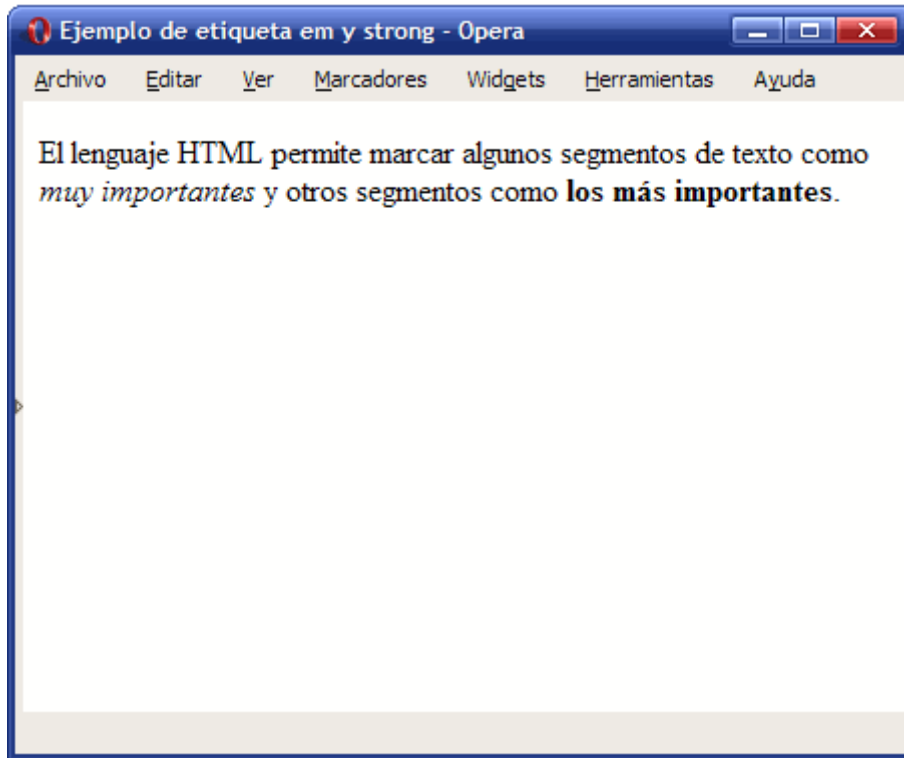 Ejemplo de etiqueta em y strong - Opera
Archivo Editar Ver Marcadores Widgets Herramientas Ayuda
El lenguaje HTML permite marcar algunos segmentos de texto como
muy importantes y otros segmentos como los más importantes.